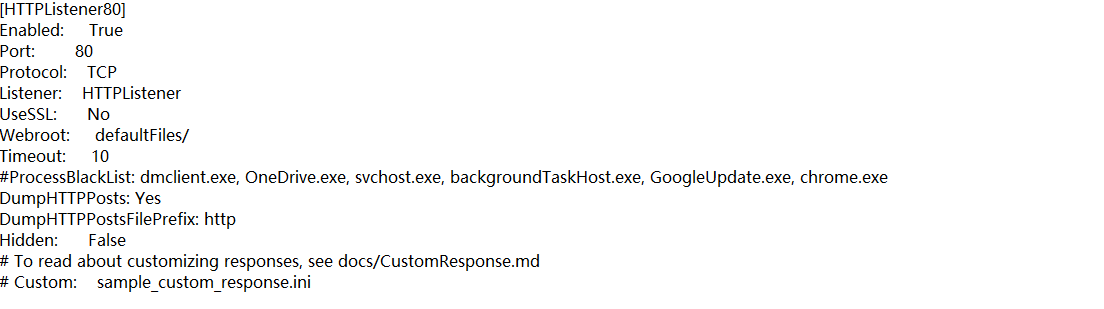 [HTTPListener80]
Enabled:     True
Port:        80
Protocol:    TCP
Listener:    HTTPListener
UseSSL:      No
Webroot:     defaultFiles/
Timeout:     10
#ProcessBlackList: dmclient.exe, OneDrive.exe, svchost.exe, backgroundTaskHost.exe, GoogleUpdate.exe, chrome.exe
DumpHTTPPosts: Yes
DumpHTTPPostsFilePrefix: http
Hidden:      False
# To read about customizing responses, see docs/CustomResponse.md
# Custom:    sample_custom_response.ini